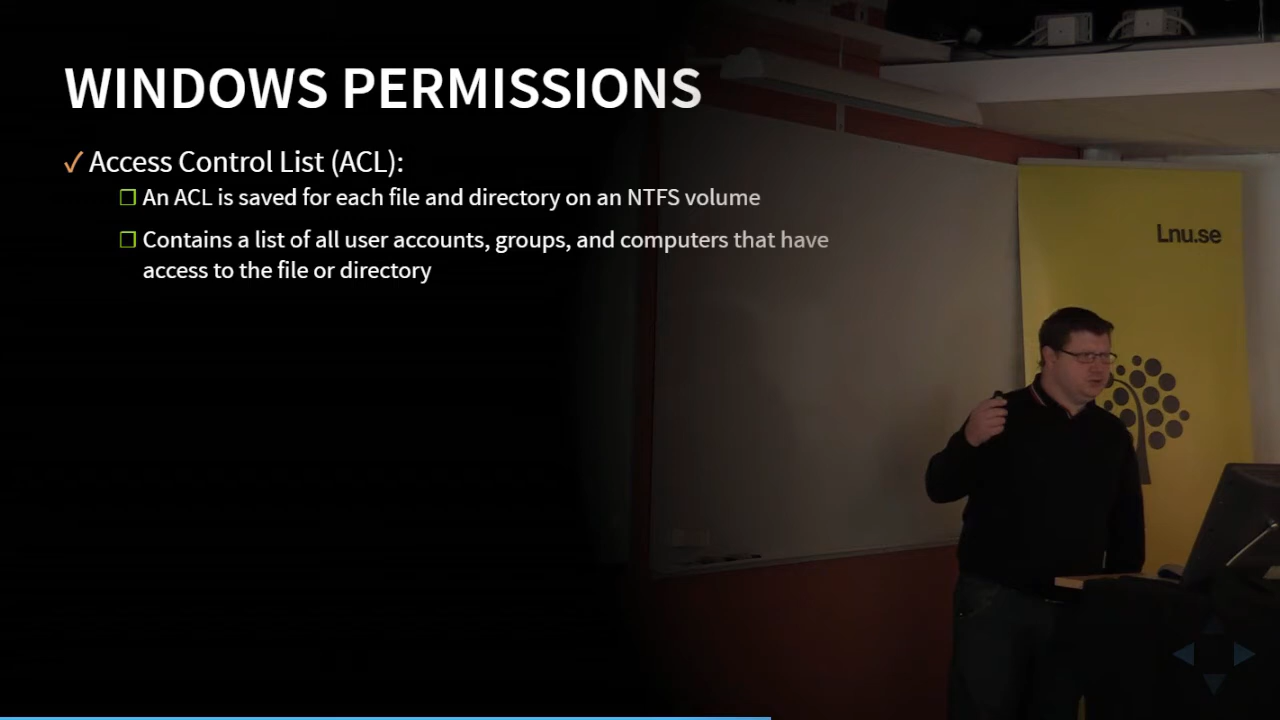 WINDOWS PERMISSIONS
✓ Access Control List (ACL):
❒ An ACL is saved for each file and directory on an NTFS volume
❒ Contains a list of all user accounts, groups, and computers that have
access to the file or directory
Lnu.se